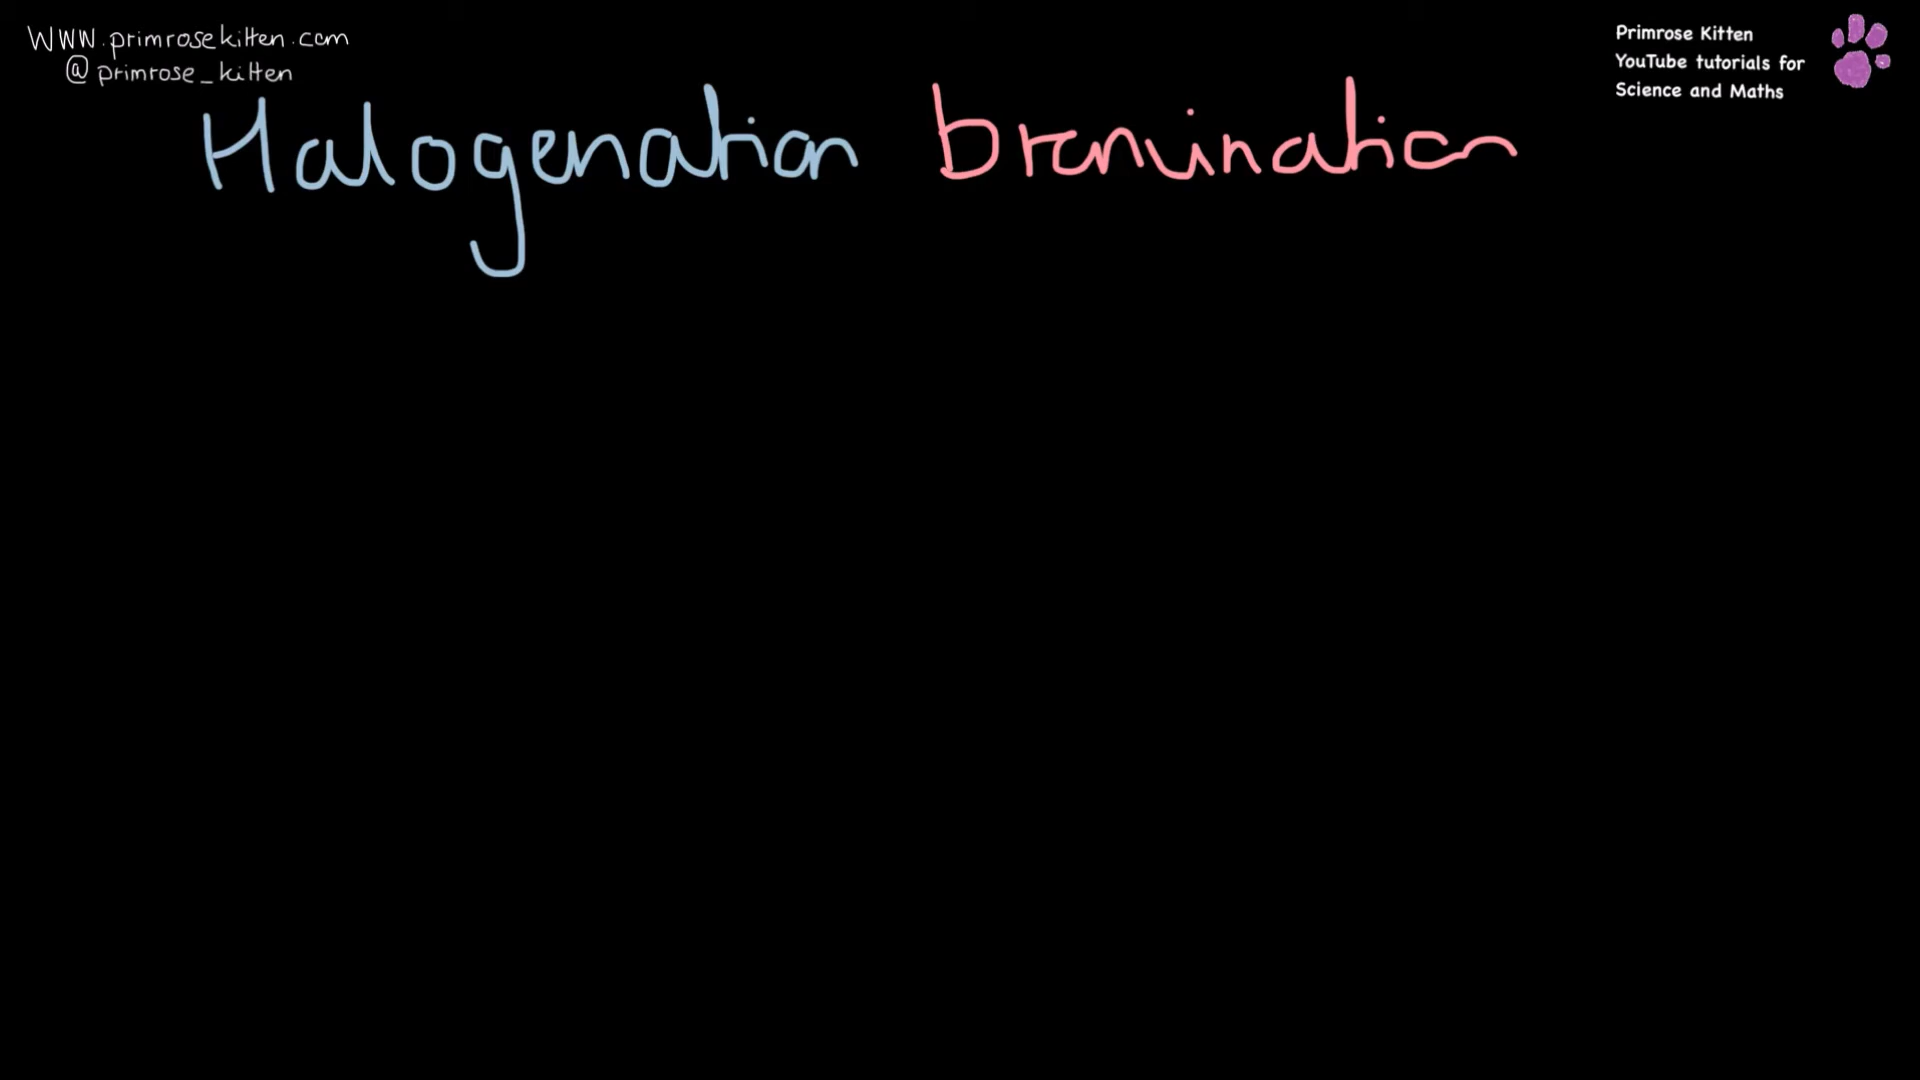 www.primrosekitten.com
@primrose_kitten
Primrose Kitten
YouTube tutorials for
Science and Maths
Halogenation bromination